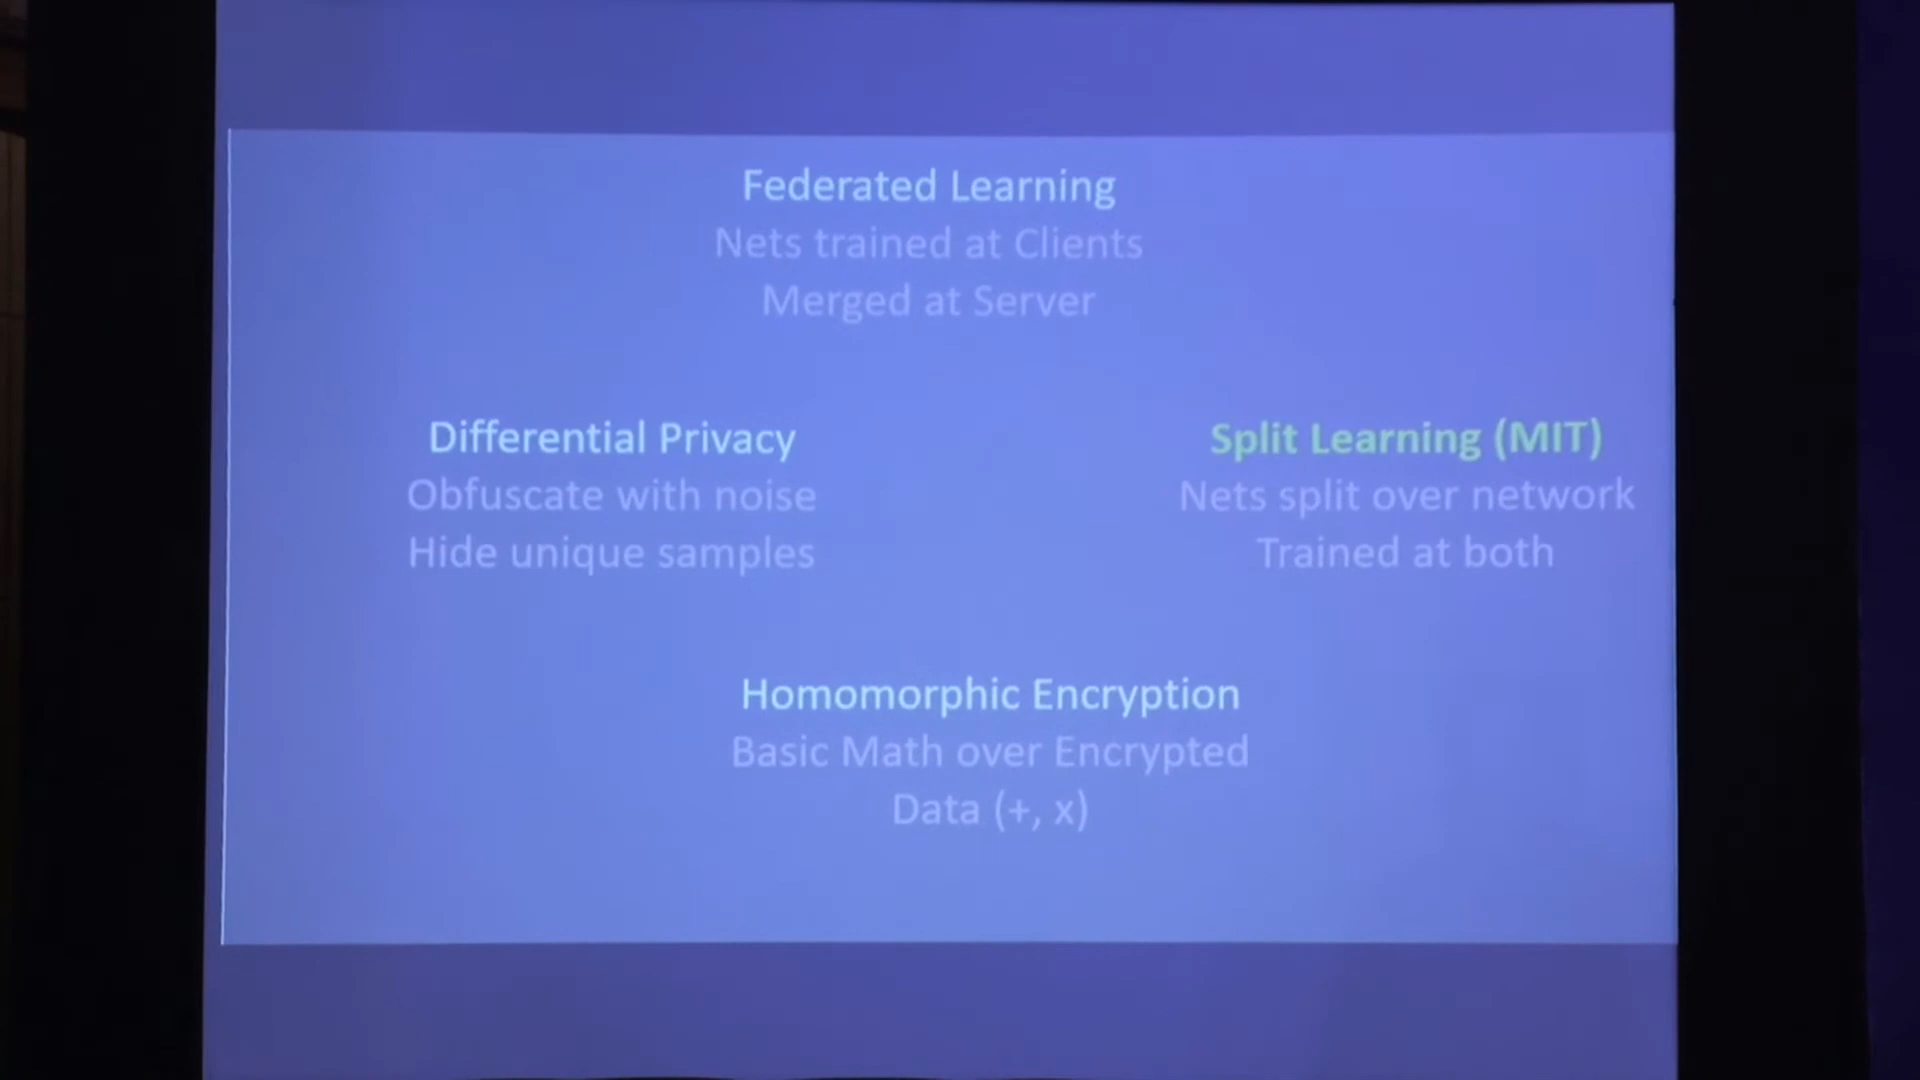 Federated Learning
Nets trained at Clients
Merged at Server
Differential Privacy
Obfuscate with noise
Hide unique samples
Split Learning (MIT)
Nets split over network
Trained at both
Homomorphic Encryption
Basic Math over Encrypted
Data (+, x)